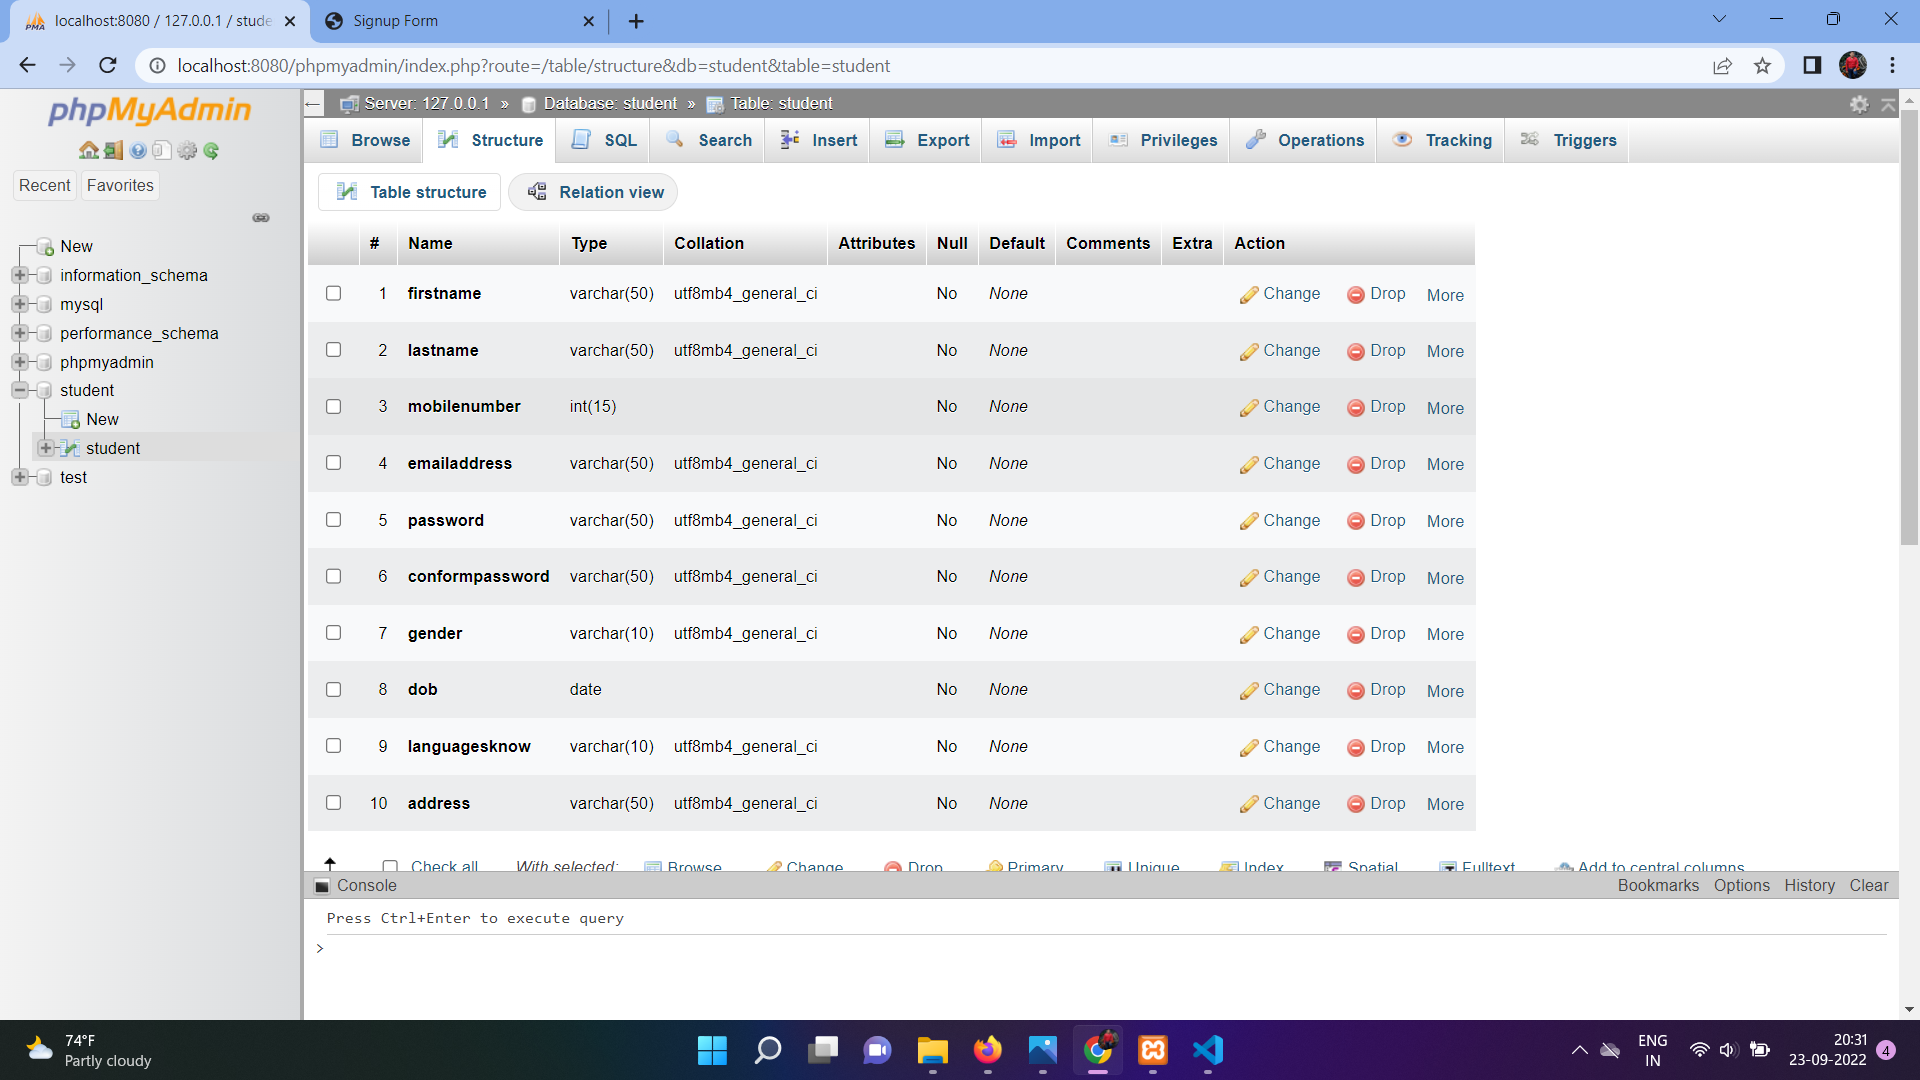 localhost:8080 / 127.0.0.1 / stude
Signup Form
localhost:8080/phpmyadmin/index.php?route=/table/structure&db=student&table=student
phpMyAdmin
Recent Favorites
New
information_schema
mysql
performance_schema
phpmyadmin
student
New
student
test
Server: 127.0.0.1 » Database: student » Table: student
Browse Structure SQL Search Insert Export Import Privileges Operations Tracking Triggers
Table structure Relation view
# Name Type Collation Attributes Null Default Comments Extra Action
1 firstname varchar(50) utf8mb4_general_ci No None Change Drop More
2 lastname varchar(50) utf8mb4_general_ci No None Change Drop More
3 mobilenumber int(15) No None Change Drop More
4 emailaddress varchar(50) utf8mb4_general_ci No None Change Drop More
5 password varchar(50) utf8mb4_general_ci No None Change Drop More
6 conformpassword varchar(50) utf8mb4_general_ci No None Change Drop More
7 gender varchar(10) utf8mb4_general_ci No None Change Drop More
8 dob date No None Change Drop More
9 languagesknow varchar(10) utf8mb4_general_ci No None Change Drop More
10 address varchar(50) utf8mb4_general_ci No None Change Drop More
Check all With selected: Browse Change Drop Primary Unique Index Spatial Fulltext Add to central columns
Console Bookmarks Options History Clear
Press Ctrl+Enter to execute query
>
74°F
Partly cloudy
ENG
IN
20:31
23-09-2022
4